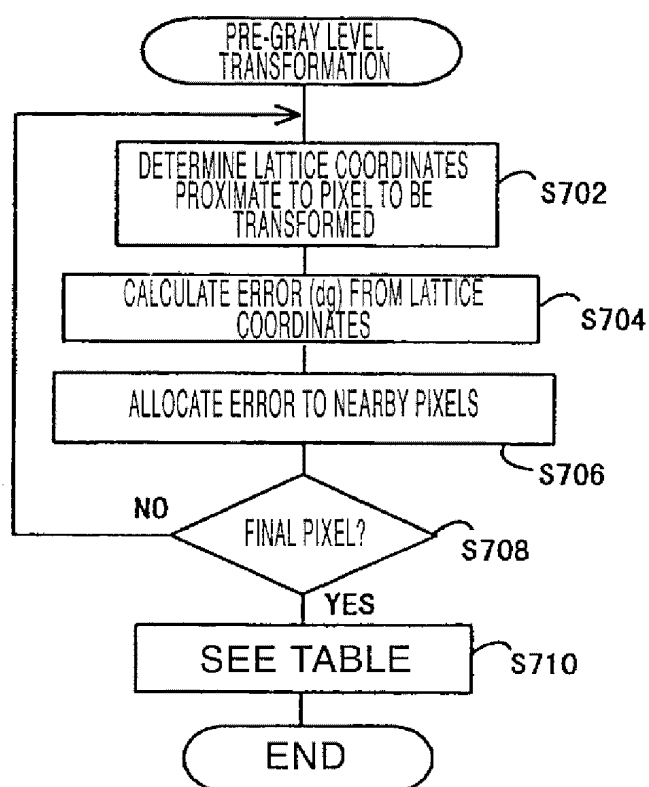 PRE-GRAY LEVEL
TRANSFORMATION
DETERMINE LATTICE COORDINATES
PROXIMATE TO PIXEL TO BE
TRANSFORMED
S702
CALCULATE ERROR (dg) FROM LATTICE
COORDINATES
S704
ALLOCATE ERROR TO NEARBY PIXELS
S706
NO
FINAL PIXEL?
S708
YES
SEE TABLE
S710
END